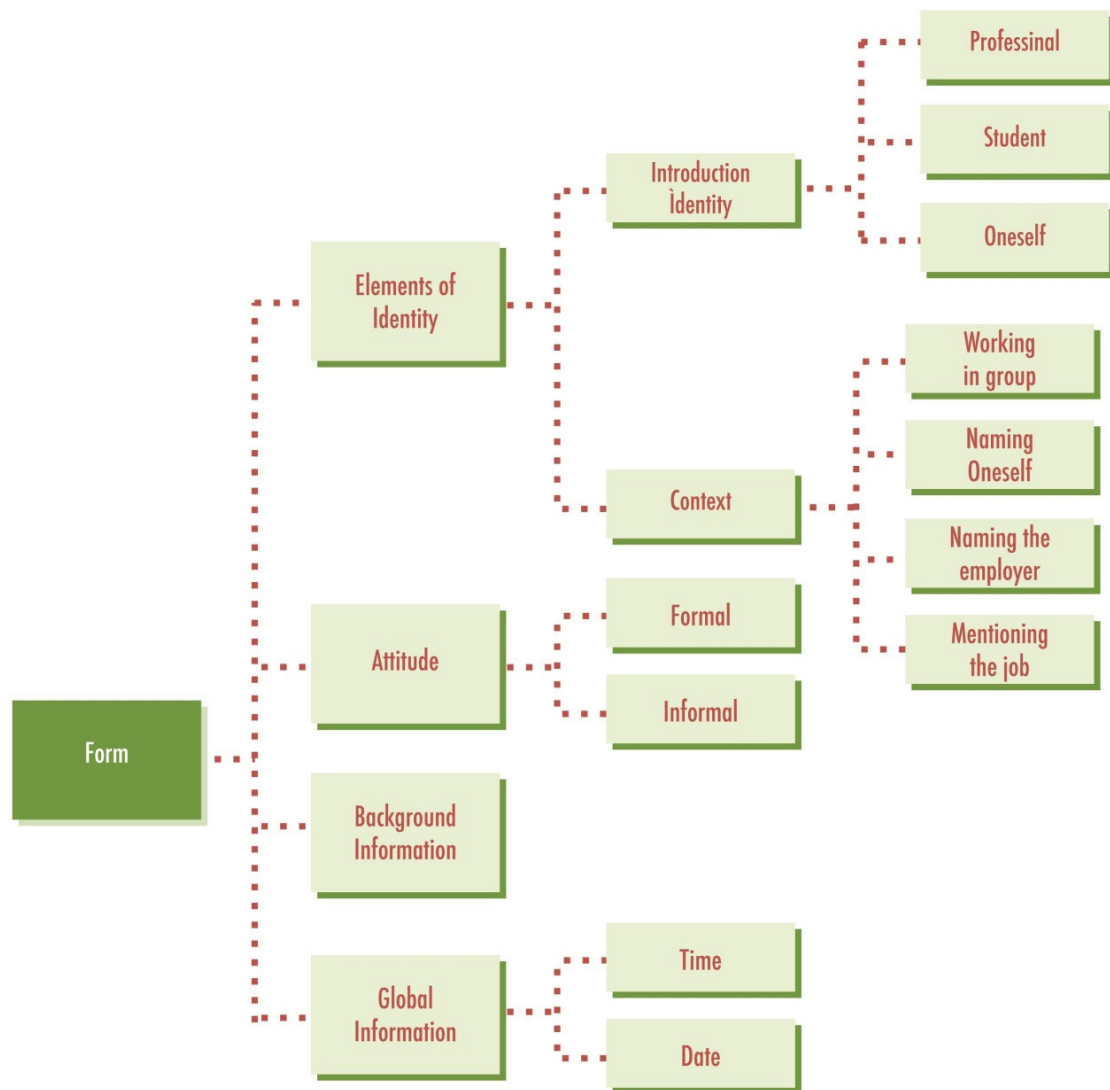 Professinal
Student
Introduction
Ìdentity
Oneself
Elements of
Identity
Working
in group
Naming
Oneself
Context
Naming the
employer
Formal
Mentioning
the job
Attitude
Informal
Form
Background
Information
Time
Global
Information
Date